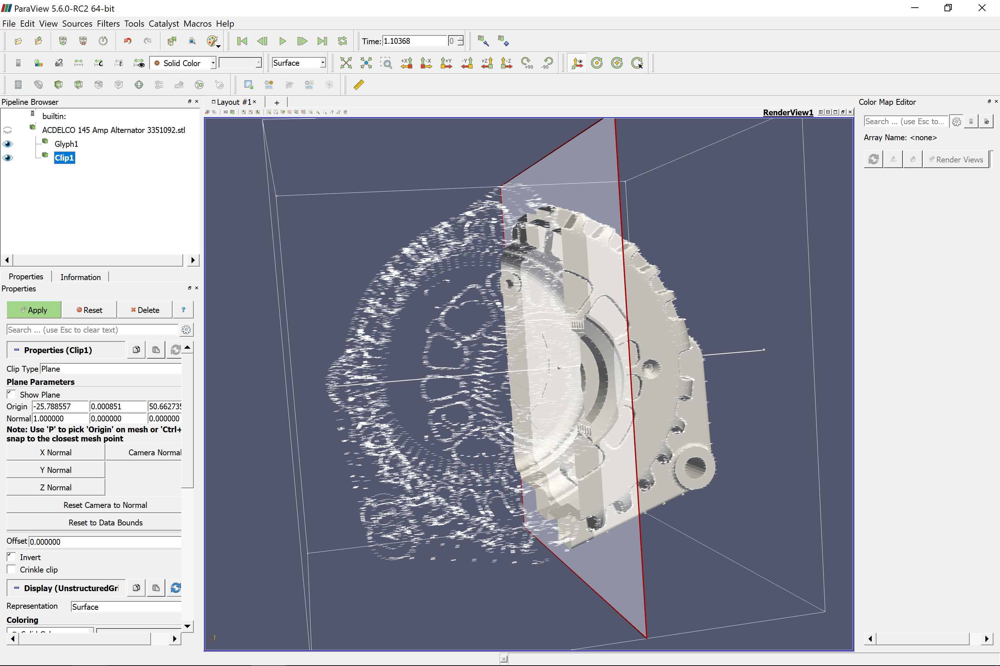 ParaView 5.6.0-RC2 64-bit
File Edit View Sources Filters Tools Catalyst Macros Help
Time: 1.10368 0
Solid Color
Surface
+X -X +Y -Y +Z -Z +90 -90
Pipeline Browser
Layout #1
+
Color Map Editor
3D
RenderView1
builtin:
ACDELCO 145 Amp Alternator 3351092.stl
Glyph1
Clip1
Search ... (use Esc to...
e
Array Name: <none>
Render Views
Properties
Information
Properties
Apply
Reset
Delete
?
Search ... (use Esc to clear text)
Properties (Clip1)
Clip Type Plane
Plane Parameters
Show Plane
Origin -25.788557 0.000851 50.662735
Normal 1.000000 0.000000 0.000000
Note: Use 'P' to pick 'Origin' on mesh or 'Ctrl+
snap to the closest mesh point
X Normal
Camera Normal
Y Normal
Z Normal
Reset Camera to Normal
Reset to Data Bounds
Offset 0.000000
Invert
Crinkle clip
Display (UnstructuredGri
Representation Surface
Coloring